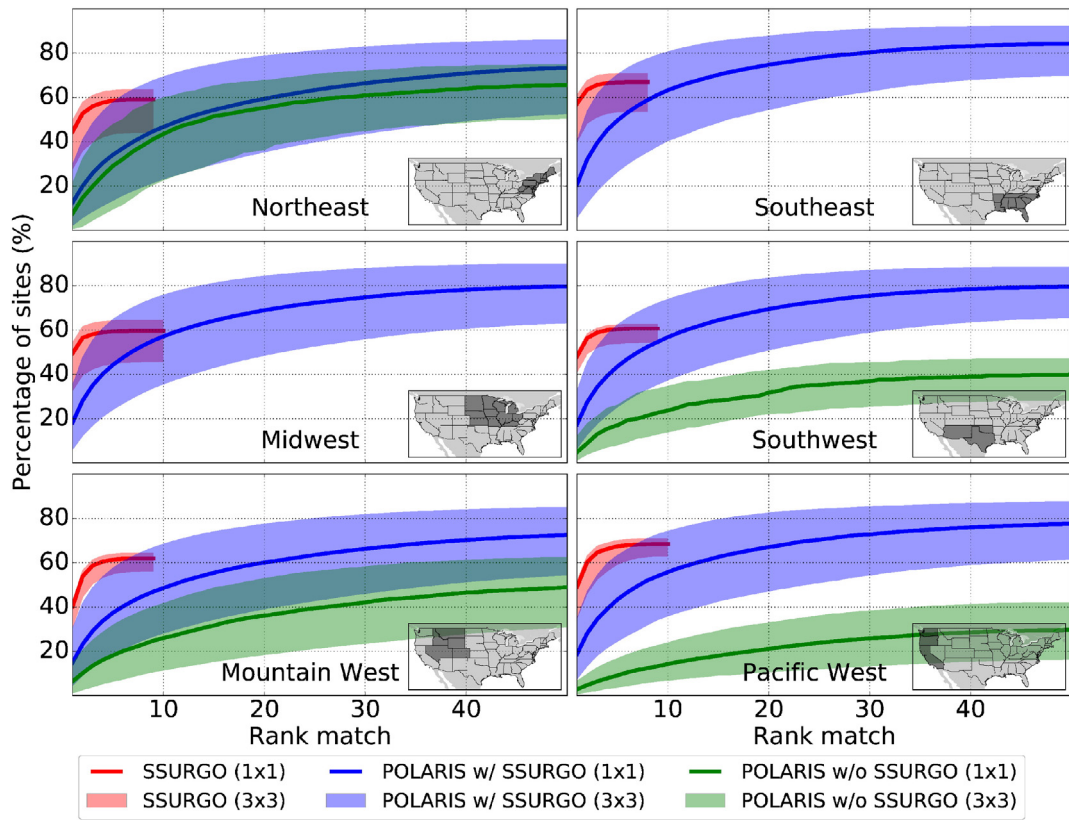 Percentage of sites (%)
80
60
40
20
Northeast
Southeast
80
60
40
20
Midwest
Southwest
80
60
40
20
Mountain West
Pacific West
10 20 30 40
10 20 30 40
Rank match
Rank match
SSURGO (1x1) POLARIS w/ SSURGO (1x1) POLARIS w/o SSURGO (1x1)
SSURGO (3x3) POLARIS w/ SSURGO (3x3) POLARIS w/o SSURGO (3x3)